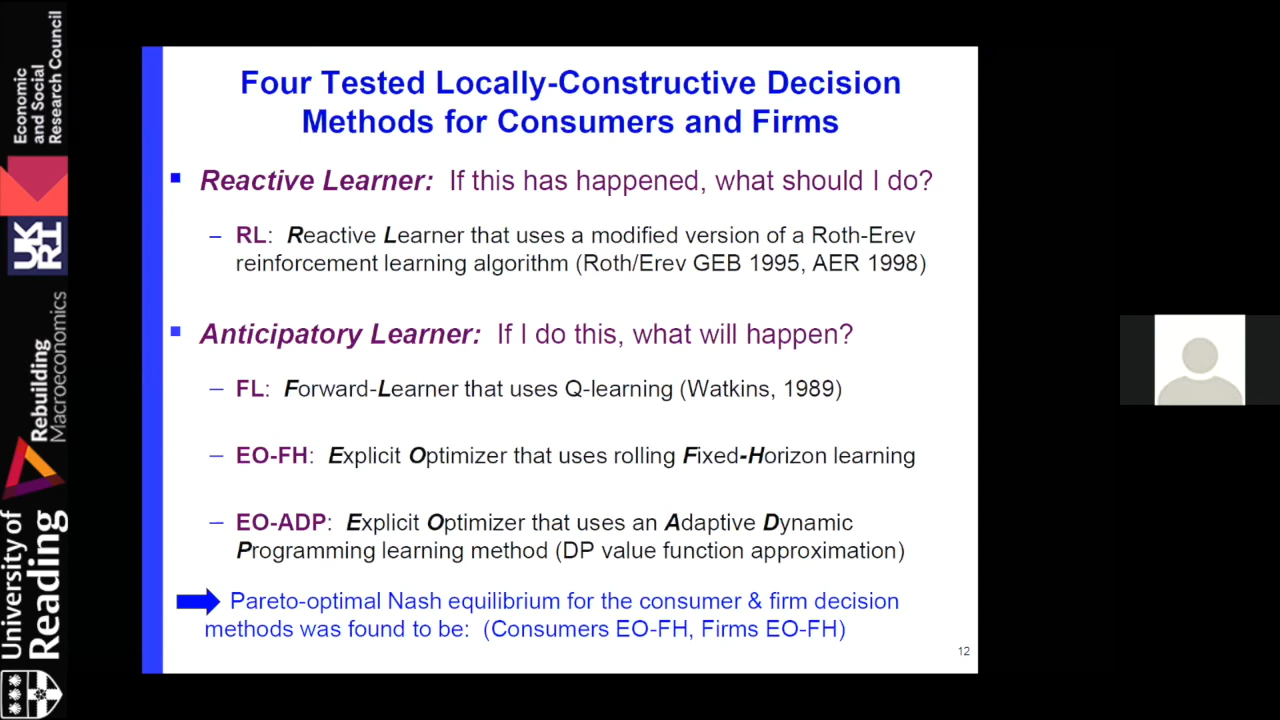 Four Tested Locally-Constructive Decision
Methods for Consumers and Firms
Reactive Learner: If this has happened, what should I do?
– RL: Reactive Learner that uses a modified version of a Roth-Erev
reinforcement learning algorithm (Roth/Erev GEB 1995, AER 1998)
Anticipatory Learner: If I do this, what will happen?
– FL: Forward-Learner that uses Q-learning (Watkins, 1989)
– EO-FH: Explicit Optimizer that uses rolling Fixed-Horizon learning
– EO-ADP: Explicit Optimizer that uses an Adaptive Dynamic
Programming learning method (DP value function approximation)
Pareto-optimal Nash equilibrium for the consumer & firm decision
methods was found to be: (Consumers EO-FH, Firms EO-FH)
12
Economic
and Social
Research Council
UK
RI
Rebuilding
Macroeconomics
University of
Reading